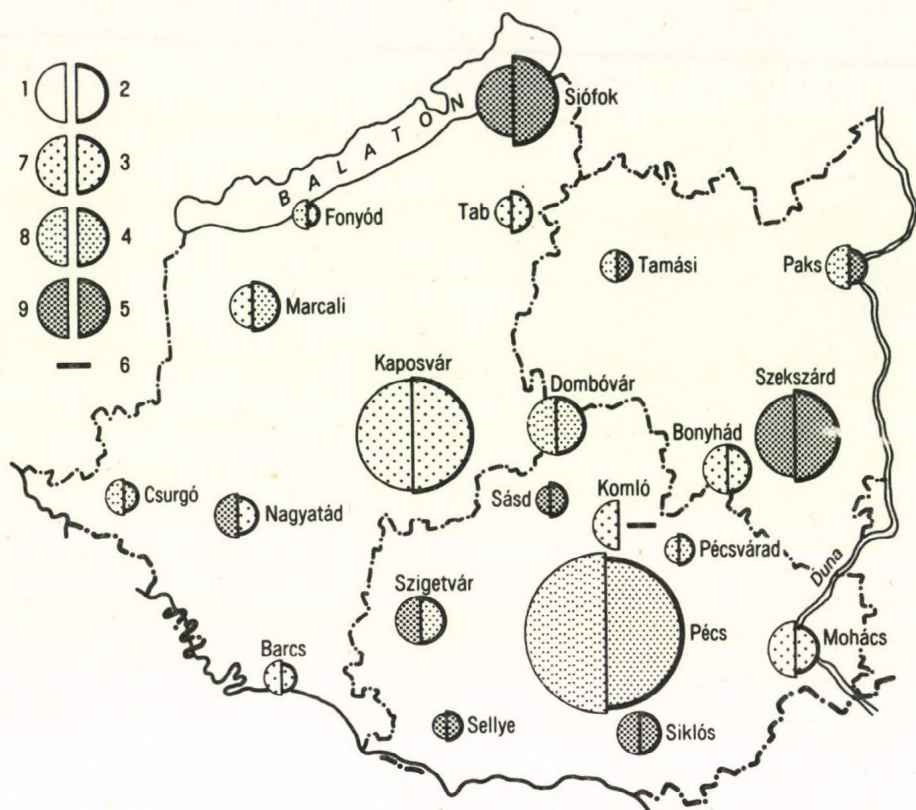 1 2
7 3
8 4
9 5
6
BALATON
Siófok
Fonyód
Tab
Tamási
Paks
Marcali
Kaposvár
Dombóvár
Szekszárd
Bonyhád
Csurgó
Nagyatád
Sásd
Komló
Pécsvárad
Szigetvár
Pécs
Duna
Mohács
Barcs
Sellye
Siklós